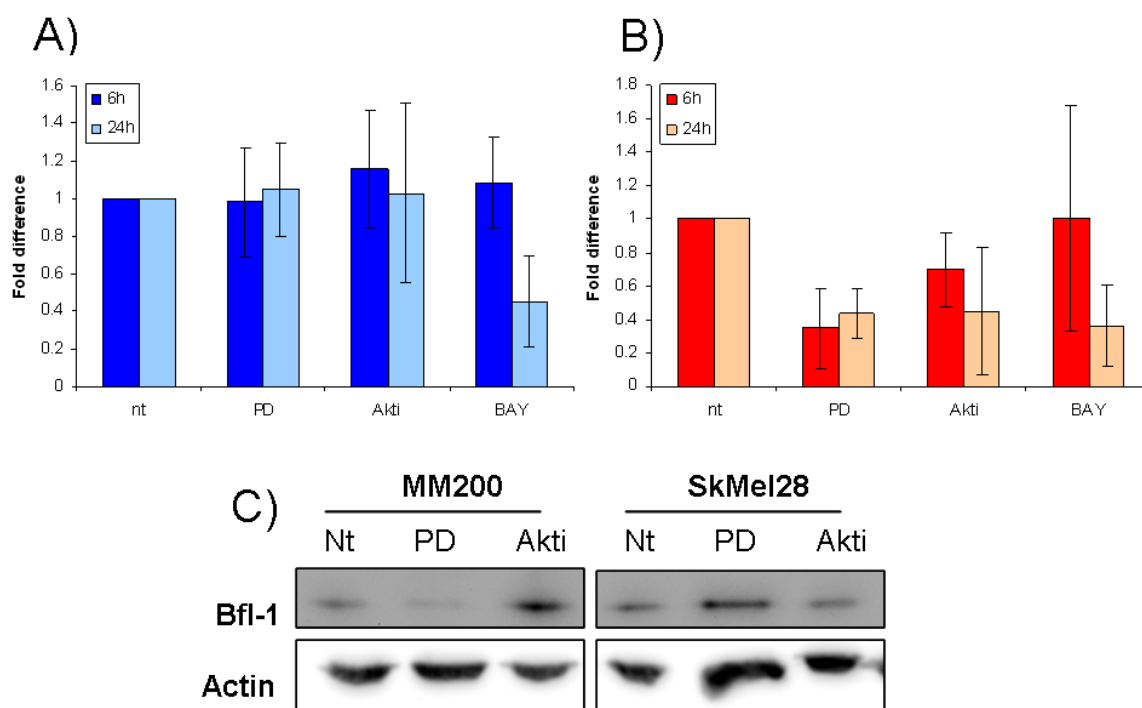 A)
Fold difference
1.6
1.4
1.2
1
0.8
0.6
0.4
0.2
0
6h
24h
nt PD Akti BAY
B)
Fold difference
1.8
1.6
1.4
1.2
1
0.8
0.6
0.4
0.2
0
6h
24h
nt PD Akti BAY
C)
MM200 SkMel28
Nt PD Akti Nt PD Akti
Bfl-1
Actin